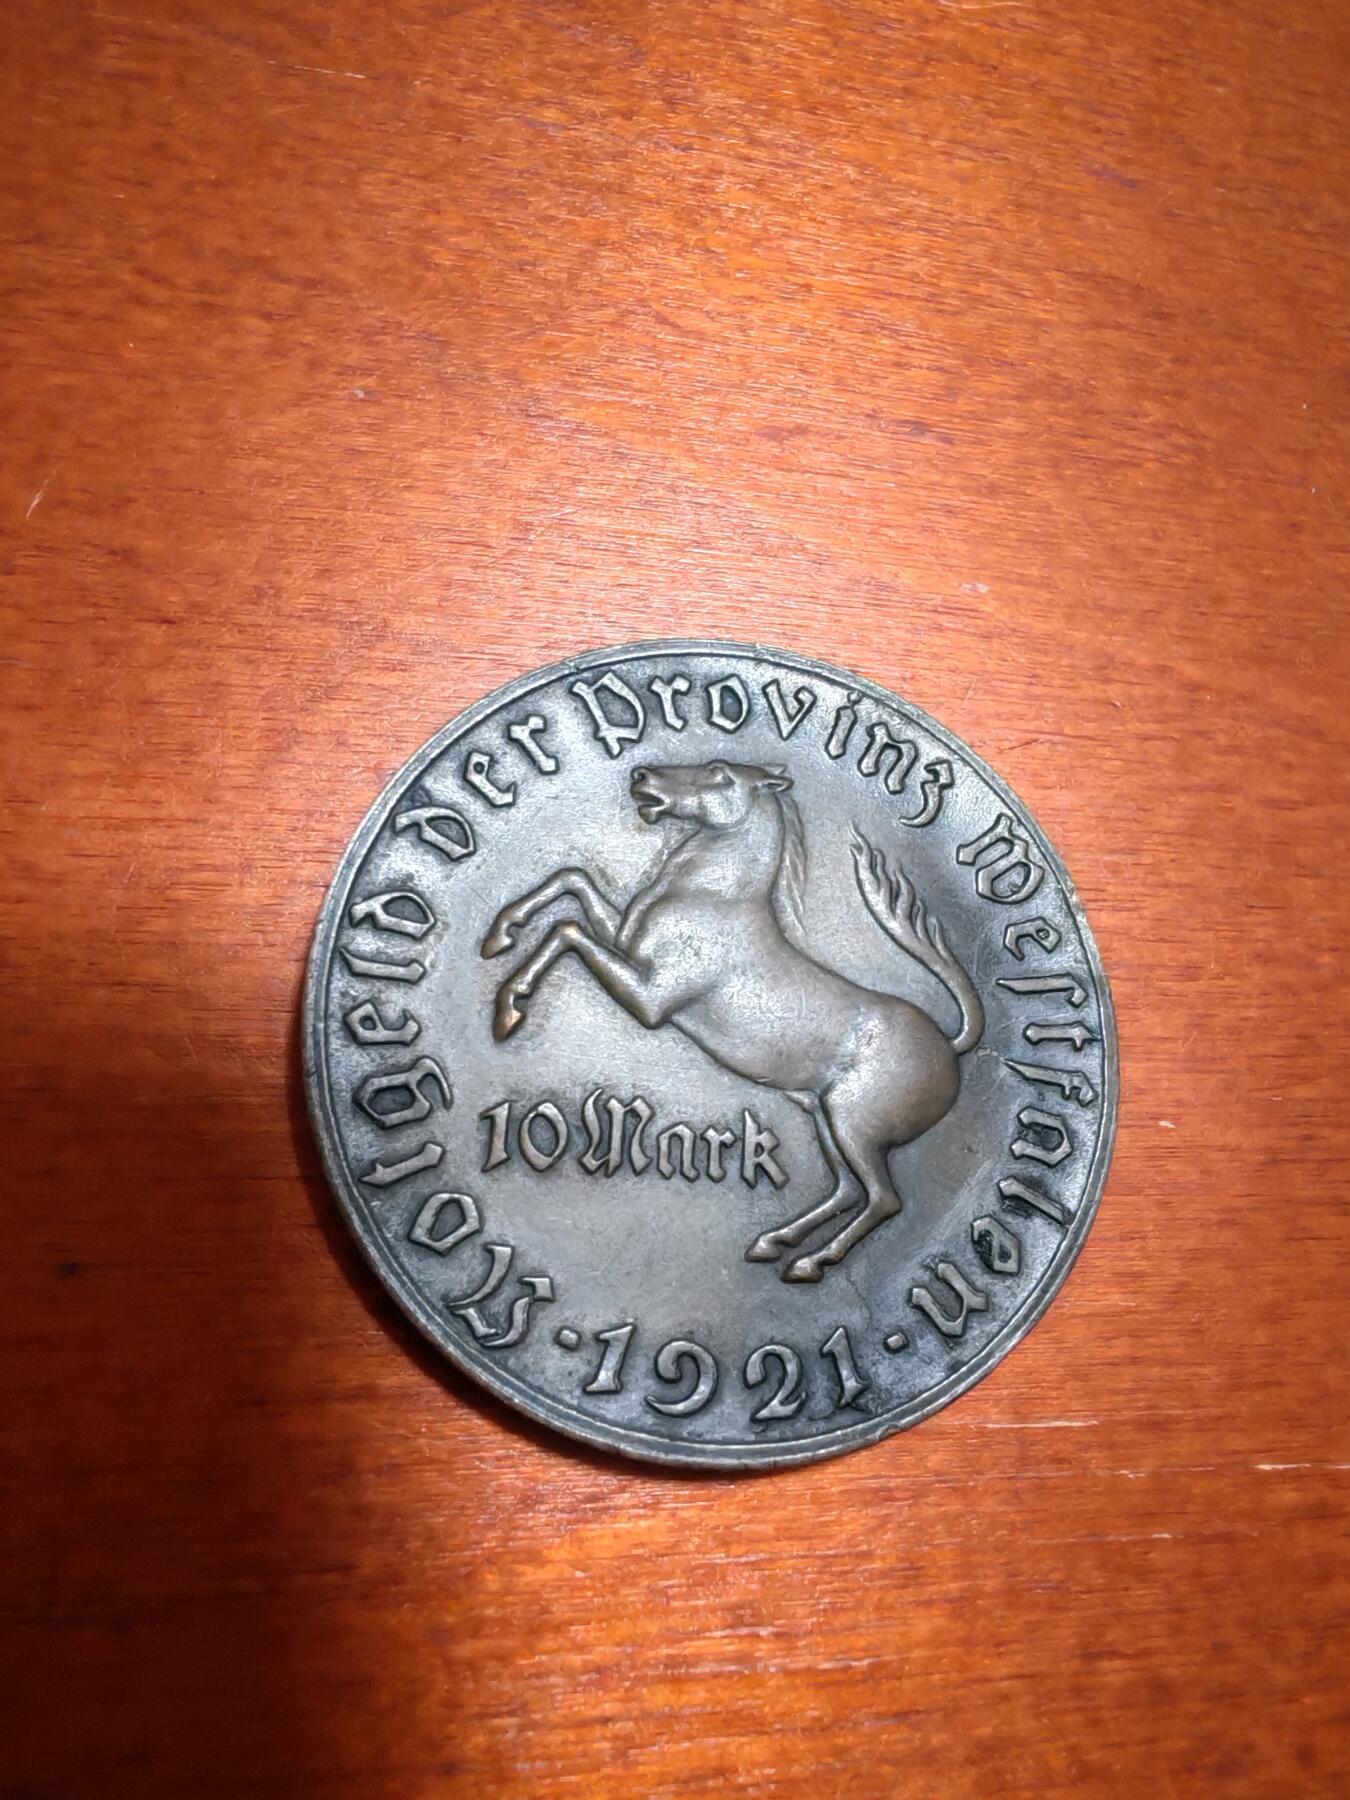 Notgeld der Provinz Westfalen
10 Mark
· 1921 ·